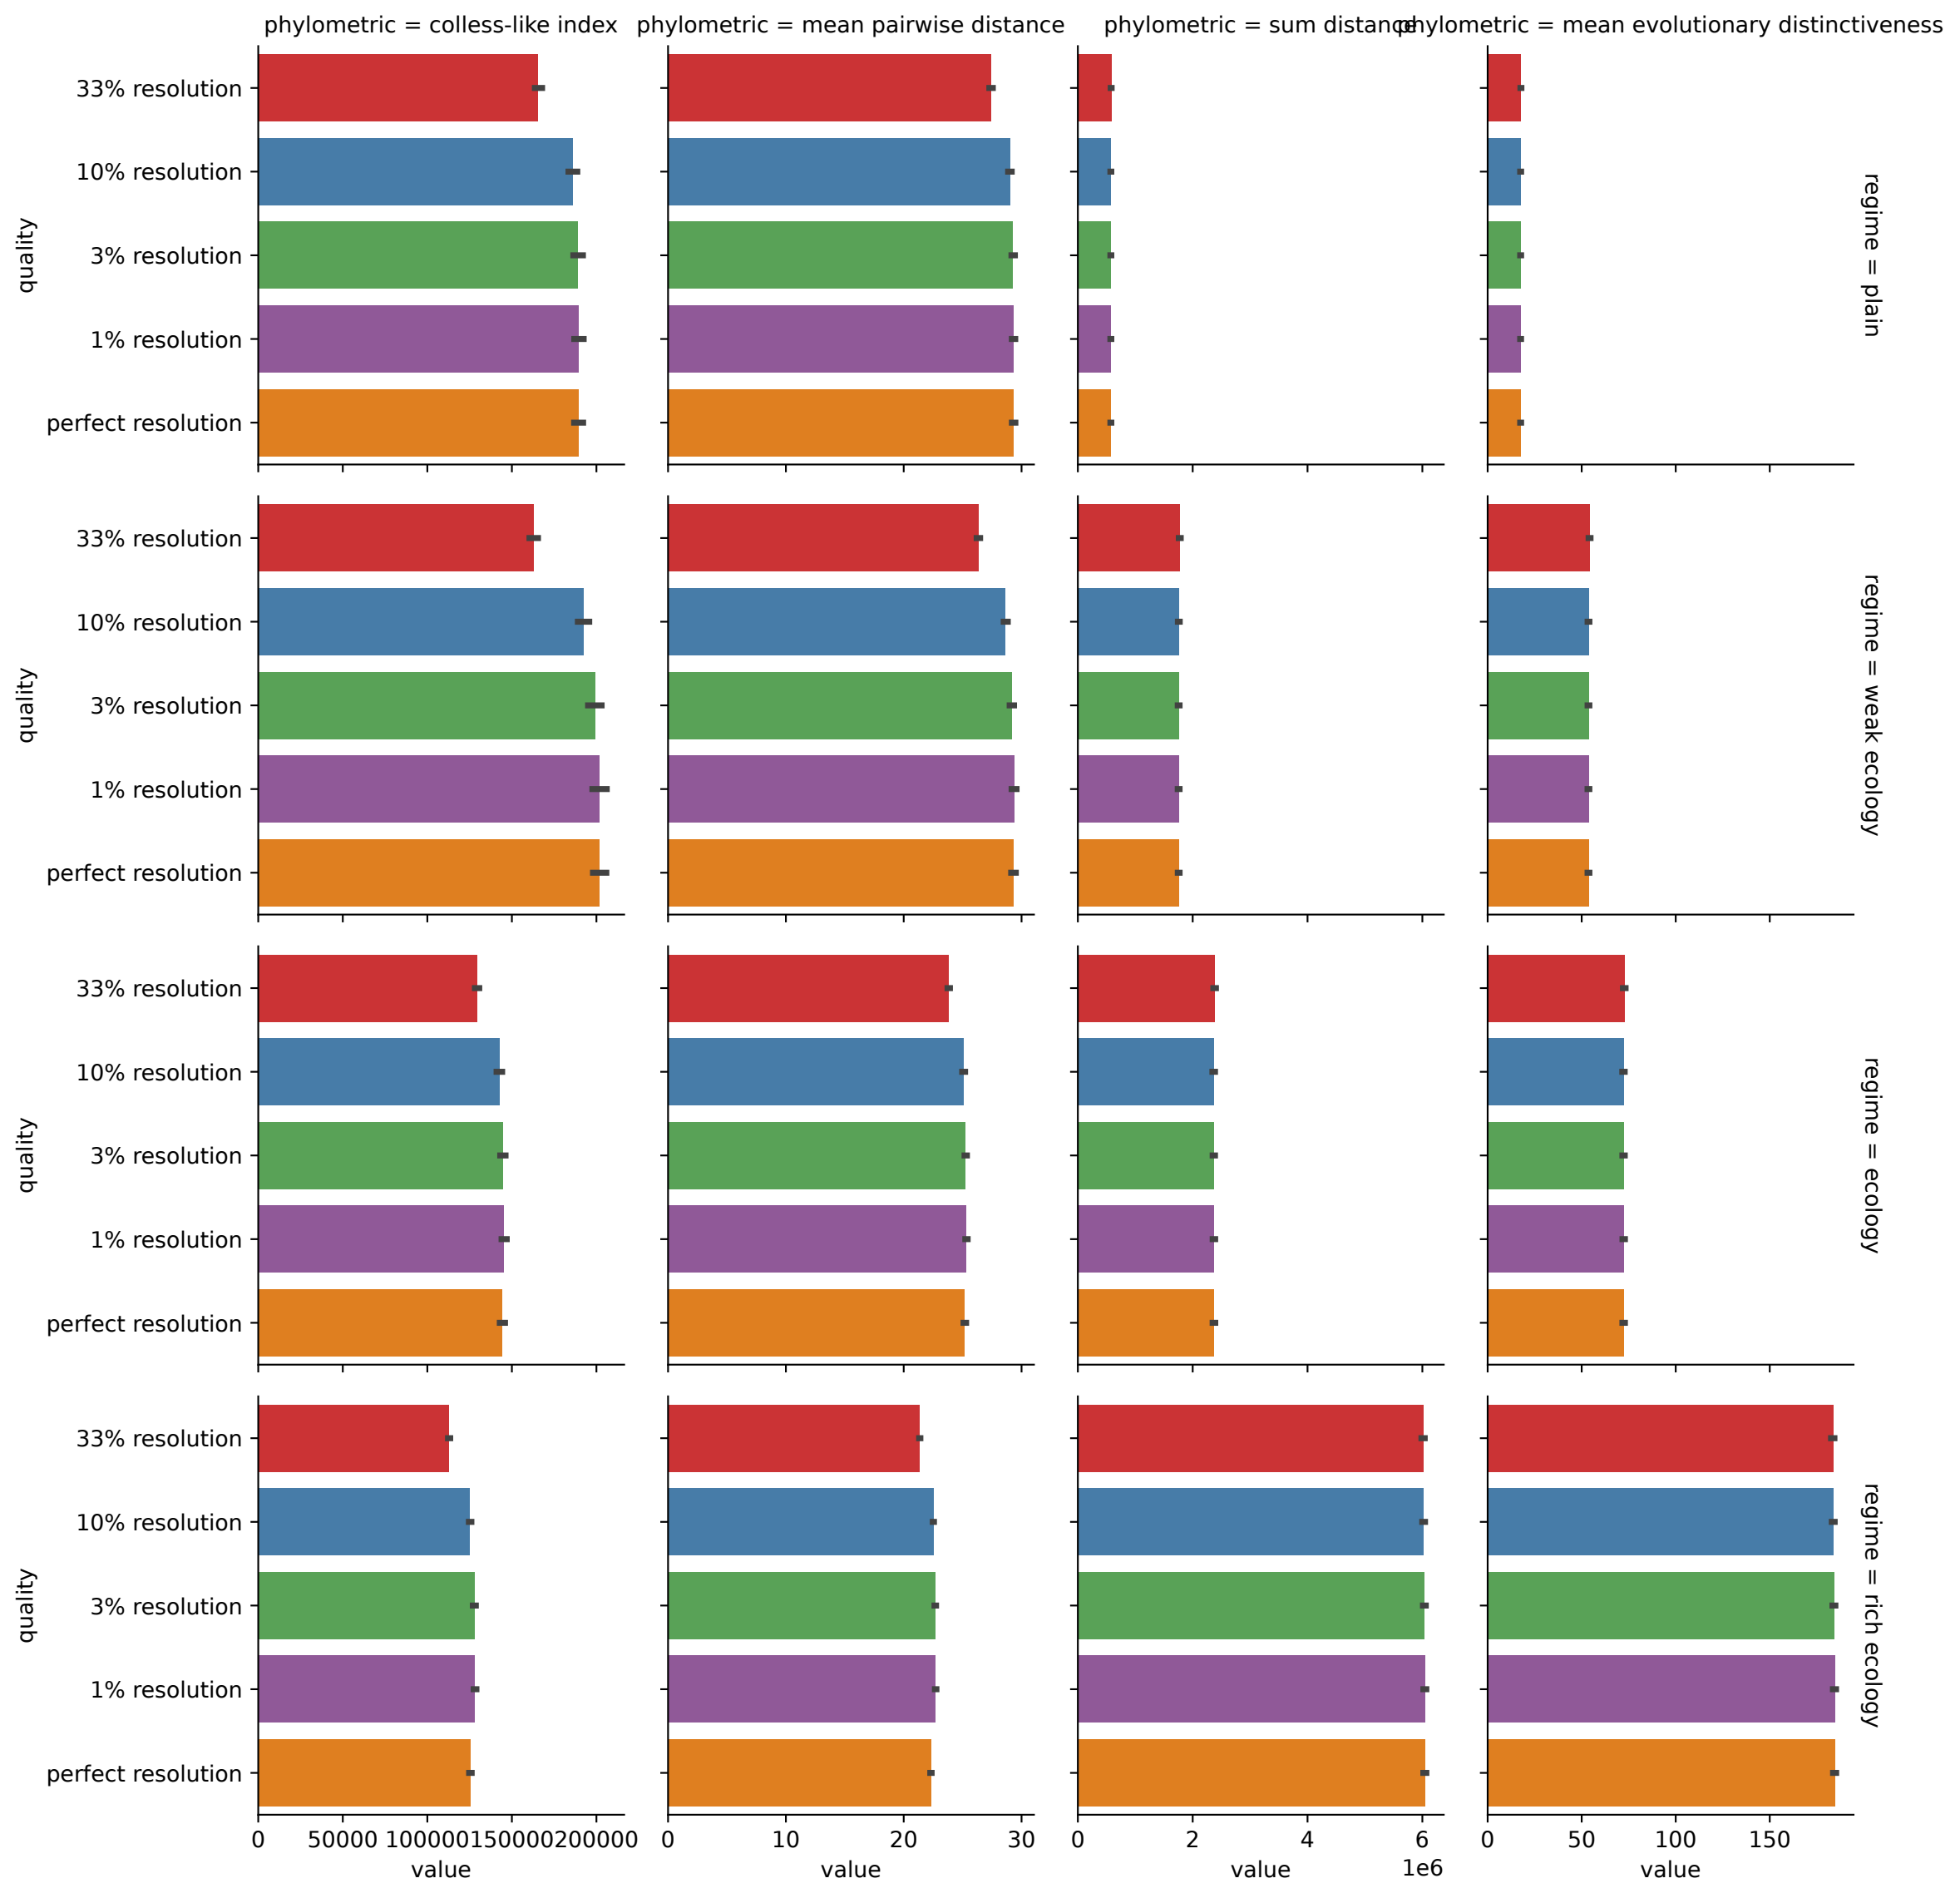 phylometric = colless-like index
phylometric = mean pairwise distance
phylometric = sum distance
phylometric = mean evolutionary distinctiveness
quality
33% resolution
10% resolution
3% resolution
1% resolution
perfect resolution
regime = plain
quality
33% resolution
10% resolution
3% resolution
1% resolution
perfect resolution
regime = weak ecology
quality
33% resolution
10% resolution
3% resolution
1% resolution
perfect resolution
regime = ecology
quality
33% resolution
10% resolution
3% resolution
1% resolution
perfect resolution
regime = rich ecology
0 50000 100000 150000 200000
value
0 10 20 30
value
0 2 4 6
1e6
value
0 50 100 150
value